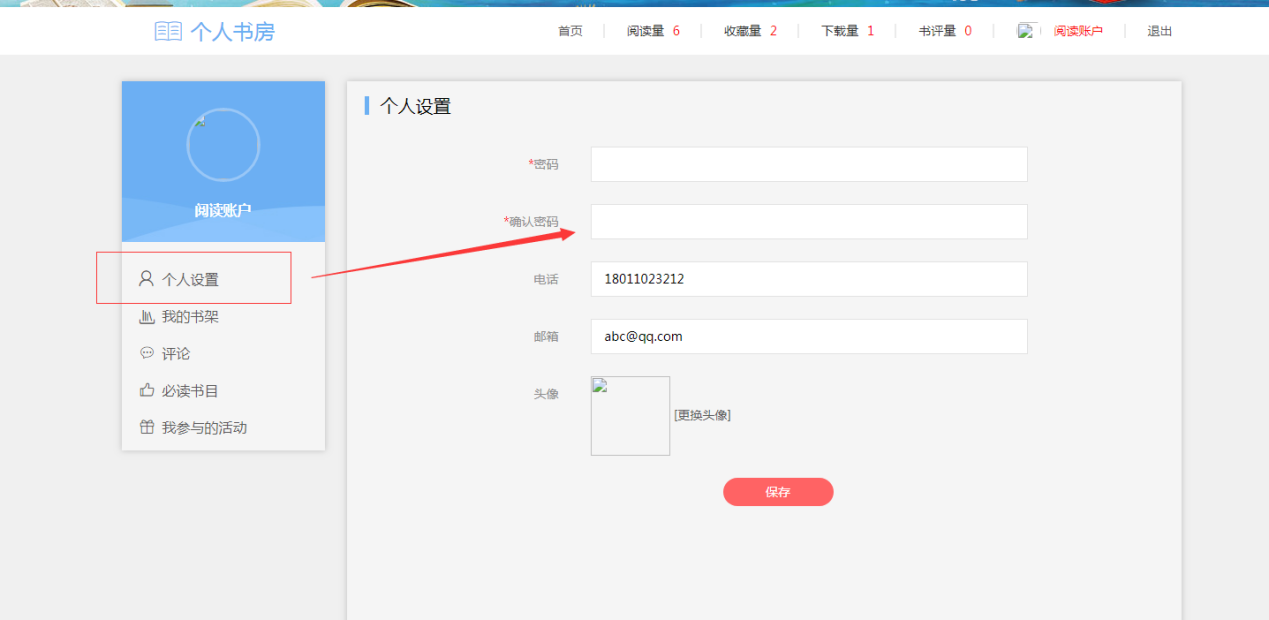 个人书房
首页 阅读量 6 收藏量 2 下载量 1 书评量 0 阅读账户 退出
阅读账户
个人设置
我的书架
评论
必读书目
我参与的活动
个人设置
*密码
*确认密码
电话 18011023212
邮箱 abc@qq.com
头像 [更换头像]
保存